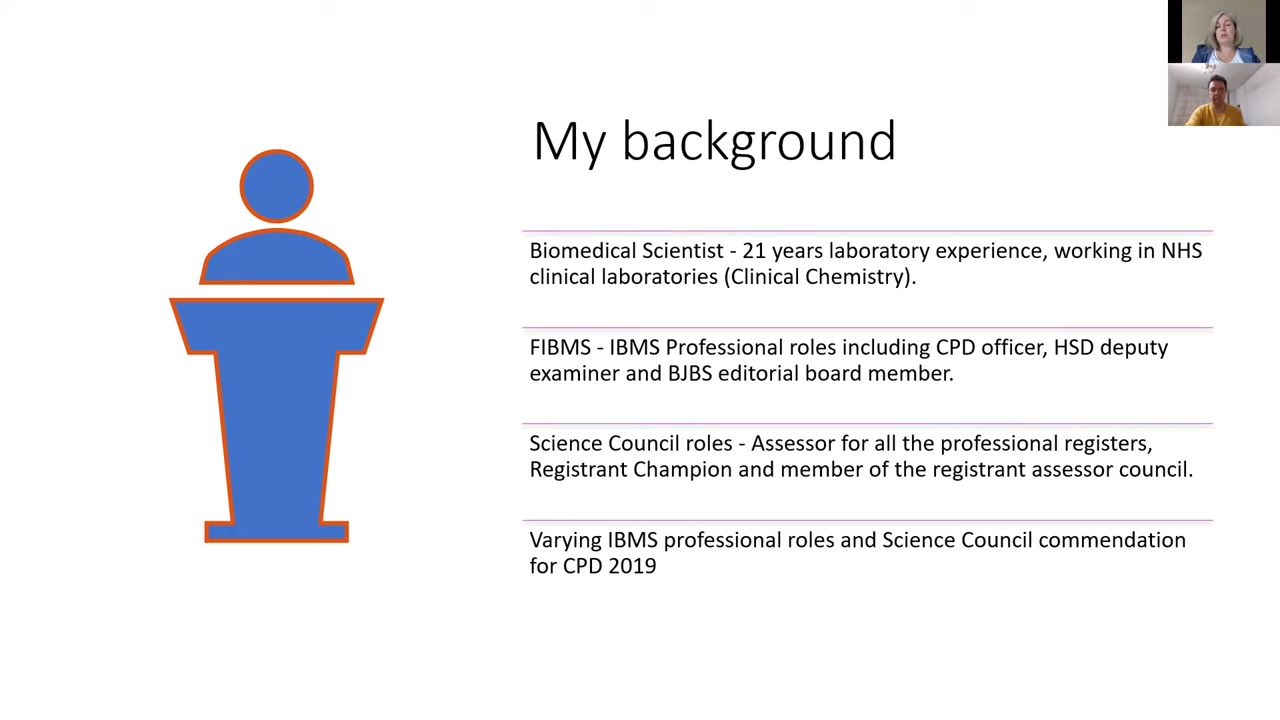 My background
Biomedical Scientist - 21 years laboratory experience, working in NHS
clinical laboratories (Clinical Chemistry).
FIBMS - IBMS Professional roles including CPD officer, HSD deputy
examiner and BJBS editorial board member.
Science Council roles - Assessor for all the professional registers,
Registrant Champion and member of the registrant assessor council.
Varying IBMS professional roles and Science Council commendation
for CPD 2019